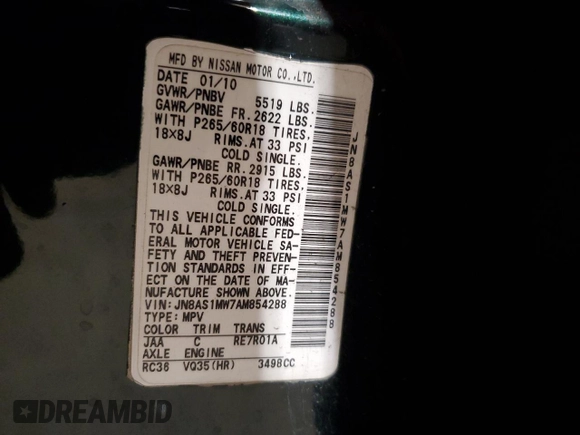 MFD BY NISSAN MOTOR CO.,LTD.
DATE 01/10
GVWR/PNBV 5519 LBS.
GAWR/PNBE FR. 2622 LBS.
WITH P265/60R18 TIRES,
18X8J RIMS. AT 33 PSI
COLD SINGLE.
GAWR/PNBE RR. 2915 LBS.
WITH P265/60R18 TIRES,
18X8J RIMS. AT 33 PSI
COLD SINGLE.
THIS VEHICLE CONFORMS
TO ALL APPLICABLE FED-
ERAL MOTOR VEHICLE SA-
FETY AND THEFT PREVEN-
TION STANDARDS IN EFF-
ECT ON THE DATE OF MA-
NUFACTURE SHOWN ABOVE.
VIN: JN8AS1MW7AM854288
TYPE: MPV
COLOR TRIM TRANS
JAA C RE7R01A
AXLE ENGINE
RC36 VQ35(HR) 3498CC
JN8AS1MW7AM854288
DREAMBID